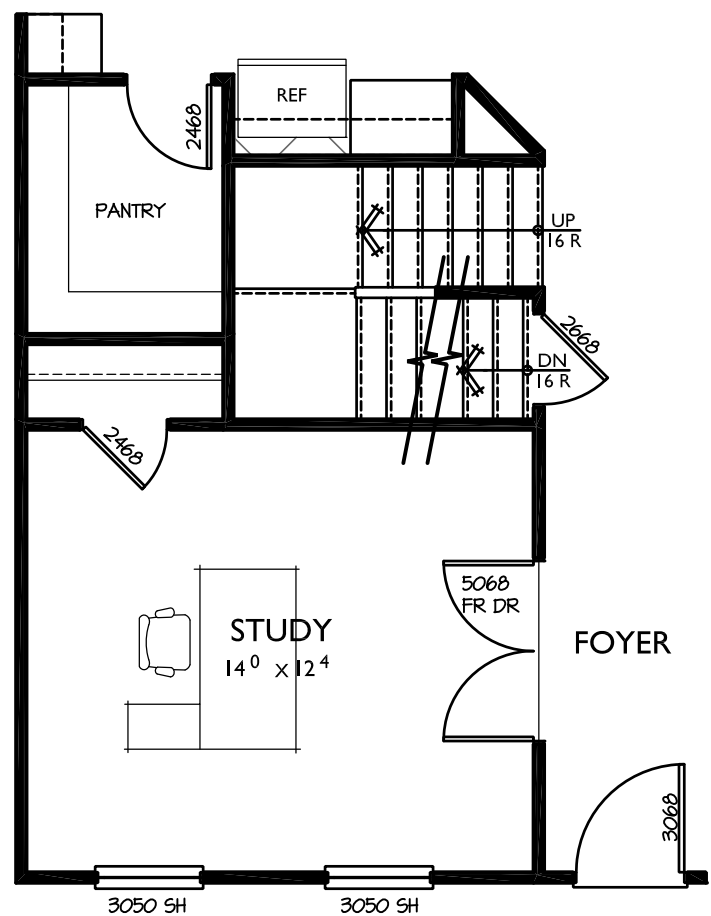 REF
2468
PANTRY
UP
16 R
2668
DN
16 R
2468
5068
FR DR
STUDY
14⁰ x 12⁴
FOYER
3068
3050 SH
3050 SH